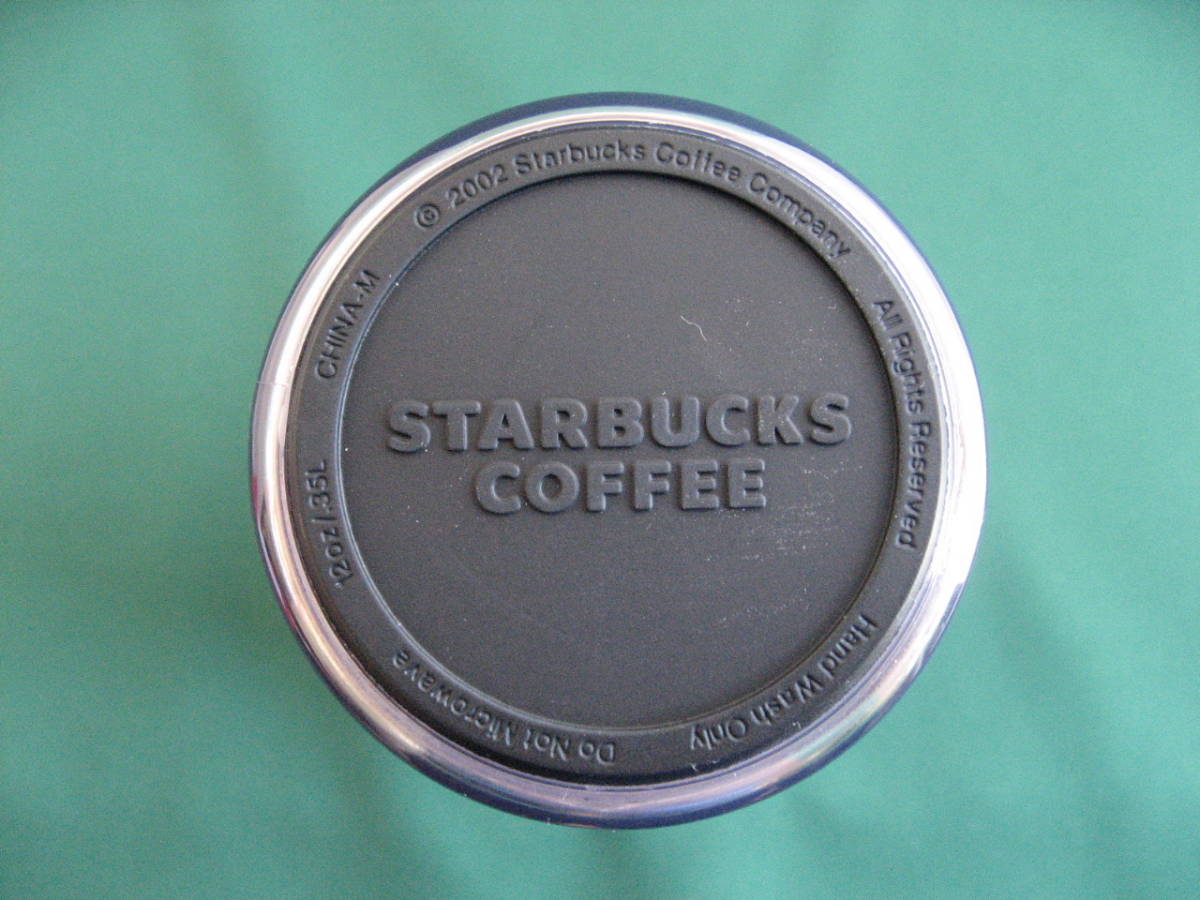 STARBUCKS
COFFEE
© 2002 Starbucks Coffee Company
All Rights Reserved
Hand Wash Only
Do Not Microwave
12oz/.35L
CHINA-M